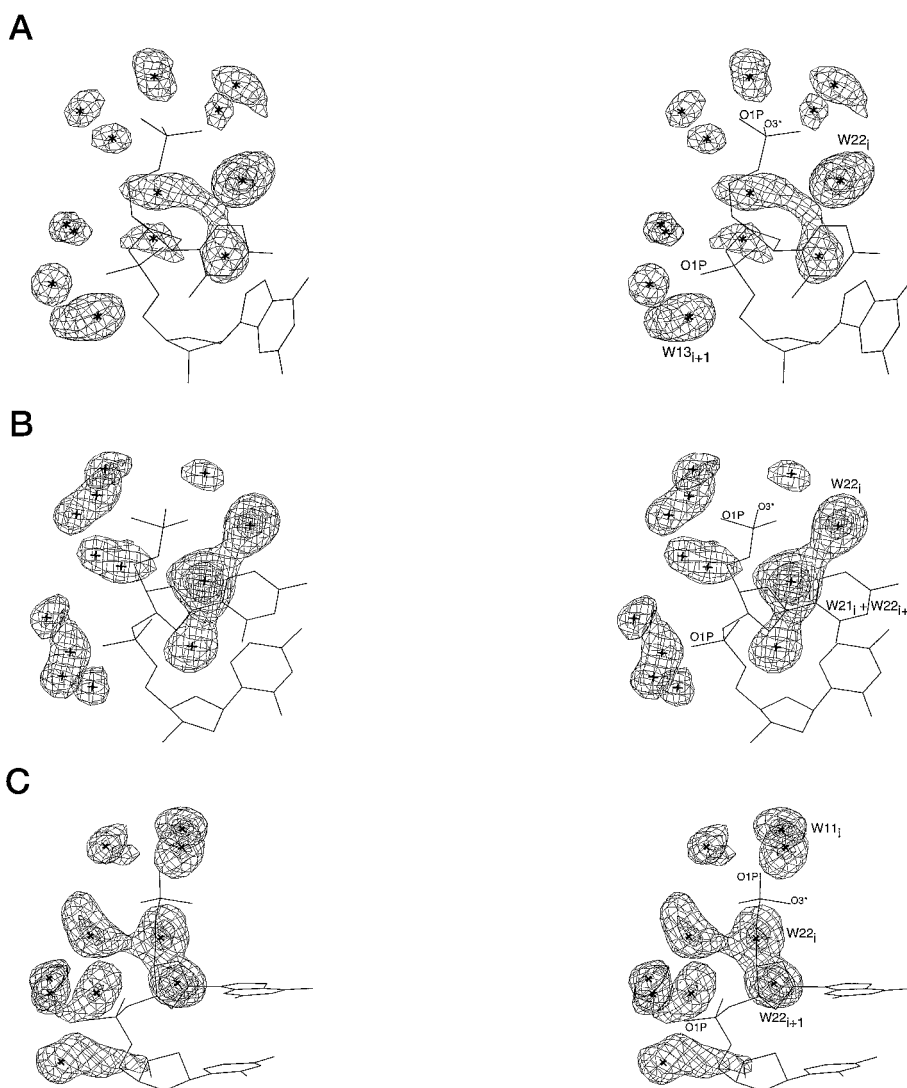 A
O1P
O3*
W22i
O1P
W13i+1
B
W22i
O1P
O3*
W21i + W22i+
O1P
C
W11i
O1P
O3*
W22i
W22i+1
O1P